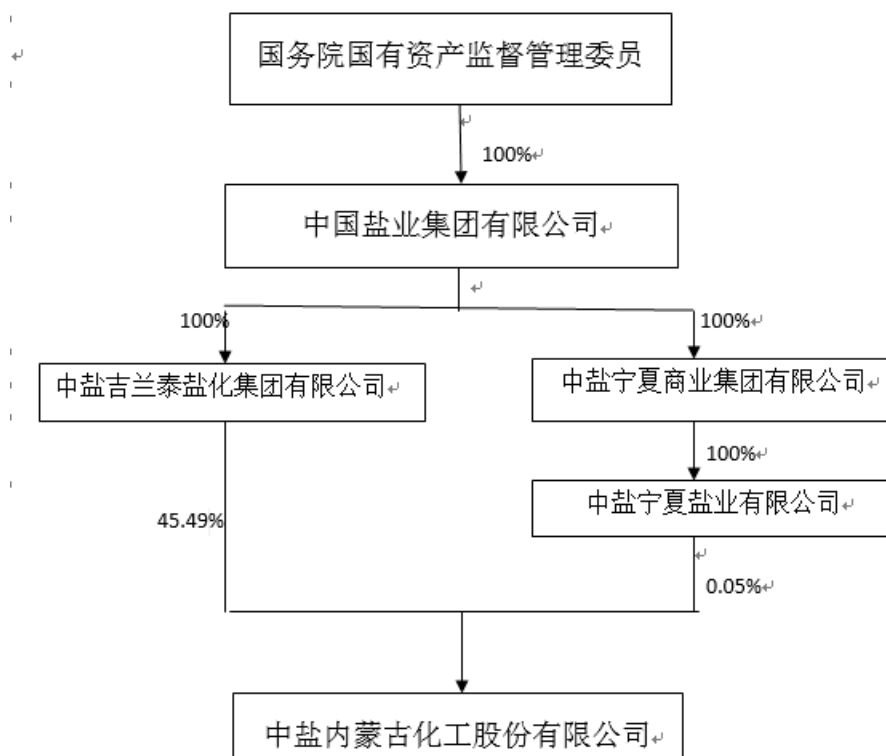 国务院国有资产监督管理委员
100%
中国盐业集团有限公司
100%
100%
中盐吉兰泰盐化集团有限公司
中盐宁夏商业集团有限公司
100%
中盐宁夏盐业有限公司
45.49%
0.05%
中盐内蒙古化工股份有限公司